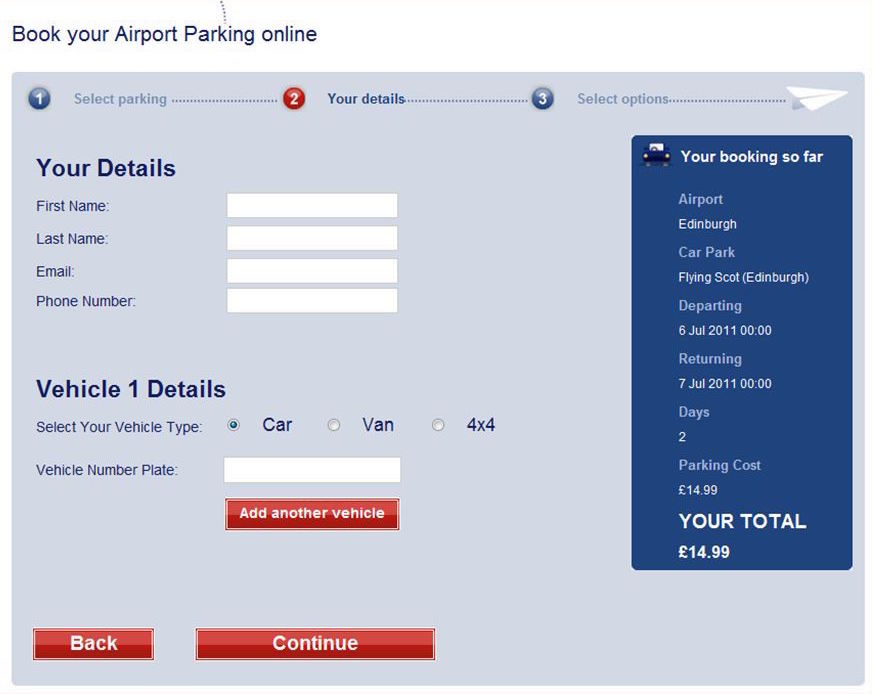 Book your Airport Parking online
1 Select parking 2 Your details 3 Select options
Your Details
First Name:
Last Name:
Email:
Phone Number:
Vehicle 1 Details
Select Your Vehicle Type: Car Van 4x4
Vehicle Number Plate:
Add another vehicle
Back Continue
Your booking so far
Airport
Edinburgh
Car Park
Flying Scot (Edinburgh)
Departing
6 Jul 2011 00:00
Returning
7 Jul 2011 00:00
Days
2
Parking Cost
£14.99
YOUR TOTAL
£14.99